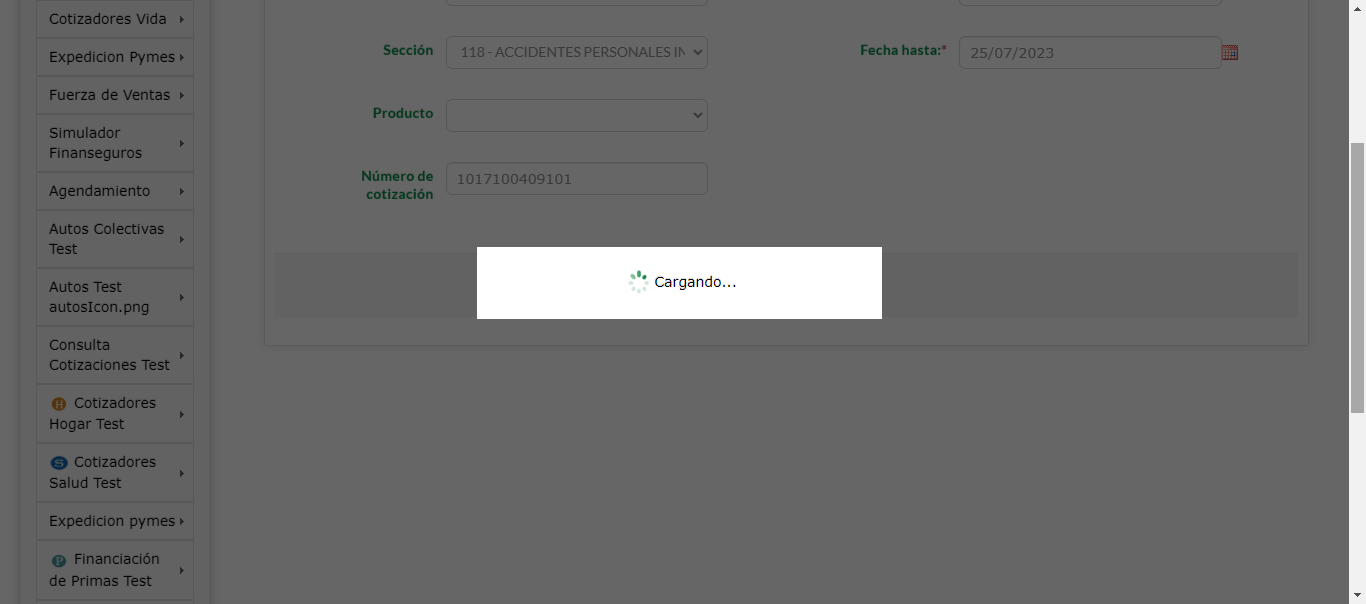 Cotizadores Vida
Expedicion Pymes
Fuerza de Ventas
Simulador
Finanseguros
Agendamiento
Autos Colectivas
Test
Autos Test
autosIcon.png
Consulta
Cotizaciones Test
H Cotizadores
Hogar Test
S Cotizadores
Salud Test
Expedicion pymes
P Financiación
de Primas Test
Sección
118 - ACCIDENTES PERSONALES IN
Fecha hasta:*
25/07/2023
Producto
Número de
cotización
1017100409101
Cargando...